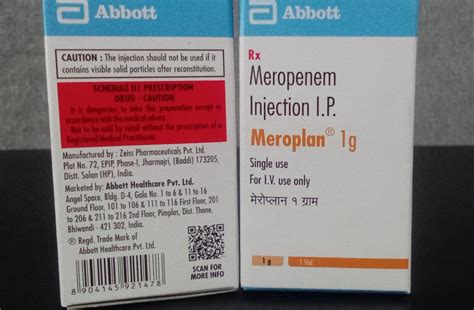 Abbott
CAUTION : The injection should not be used if it
contains visible solid particles after reconstitution.
SCHEDULE H1 PRESCRIPTION
DRUG - CAUTION
- It is dangerous to take this preparation except in
accordance with the medical advice.
- Not to be sold by retail without the prescription of a
Registered Medical Practitioner.
Manufactured by : Zeiss Pharmaceuticals Pvt. Ltd.
Plot No. 72, EPIP, Phase-I, Jharmajri, (Baddi) 173205,
Distt. Solan (HP), India.
Marketed by: Abbott Healthcare Pvt. Ltd.
Angel Space, Bldg. D-4, Gala No. 1 to 6 & 11 to 16
Ground Floor, 101 to 106 & 111 to 116 First Floor, 201
to 206 & 211 to 216 2nd Floor, Pimplas, Dist. Thane,
Bhiwandi - 421 302, India.
® Regd. Trade Mark of
Abbott Healthcare Pvt. Ltd.
8 904145 921478
SCAN FOR
MORE INFO
Abbott
Rx
Meropenem
Injection I.P.
Meroplan® 1g
Single use
For I.V. use only
मेरोप्लान १ ग्राम
1 g
1 Vial